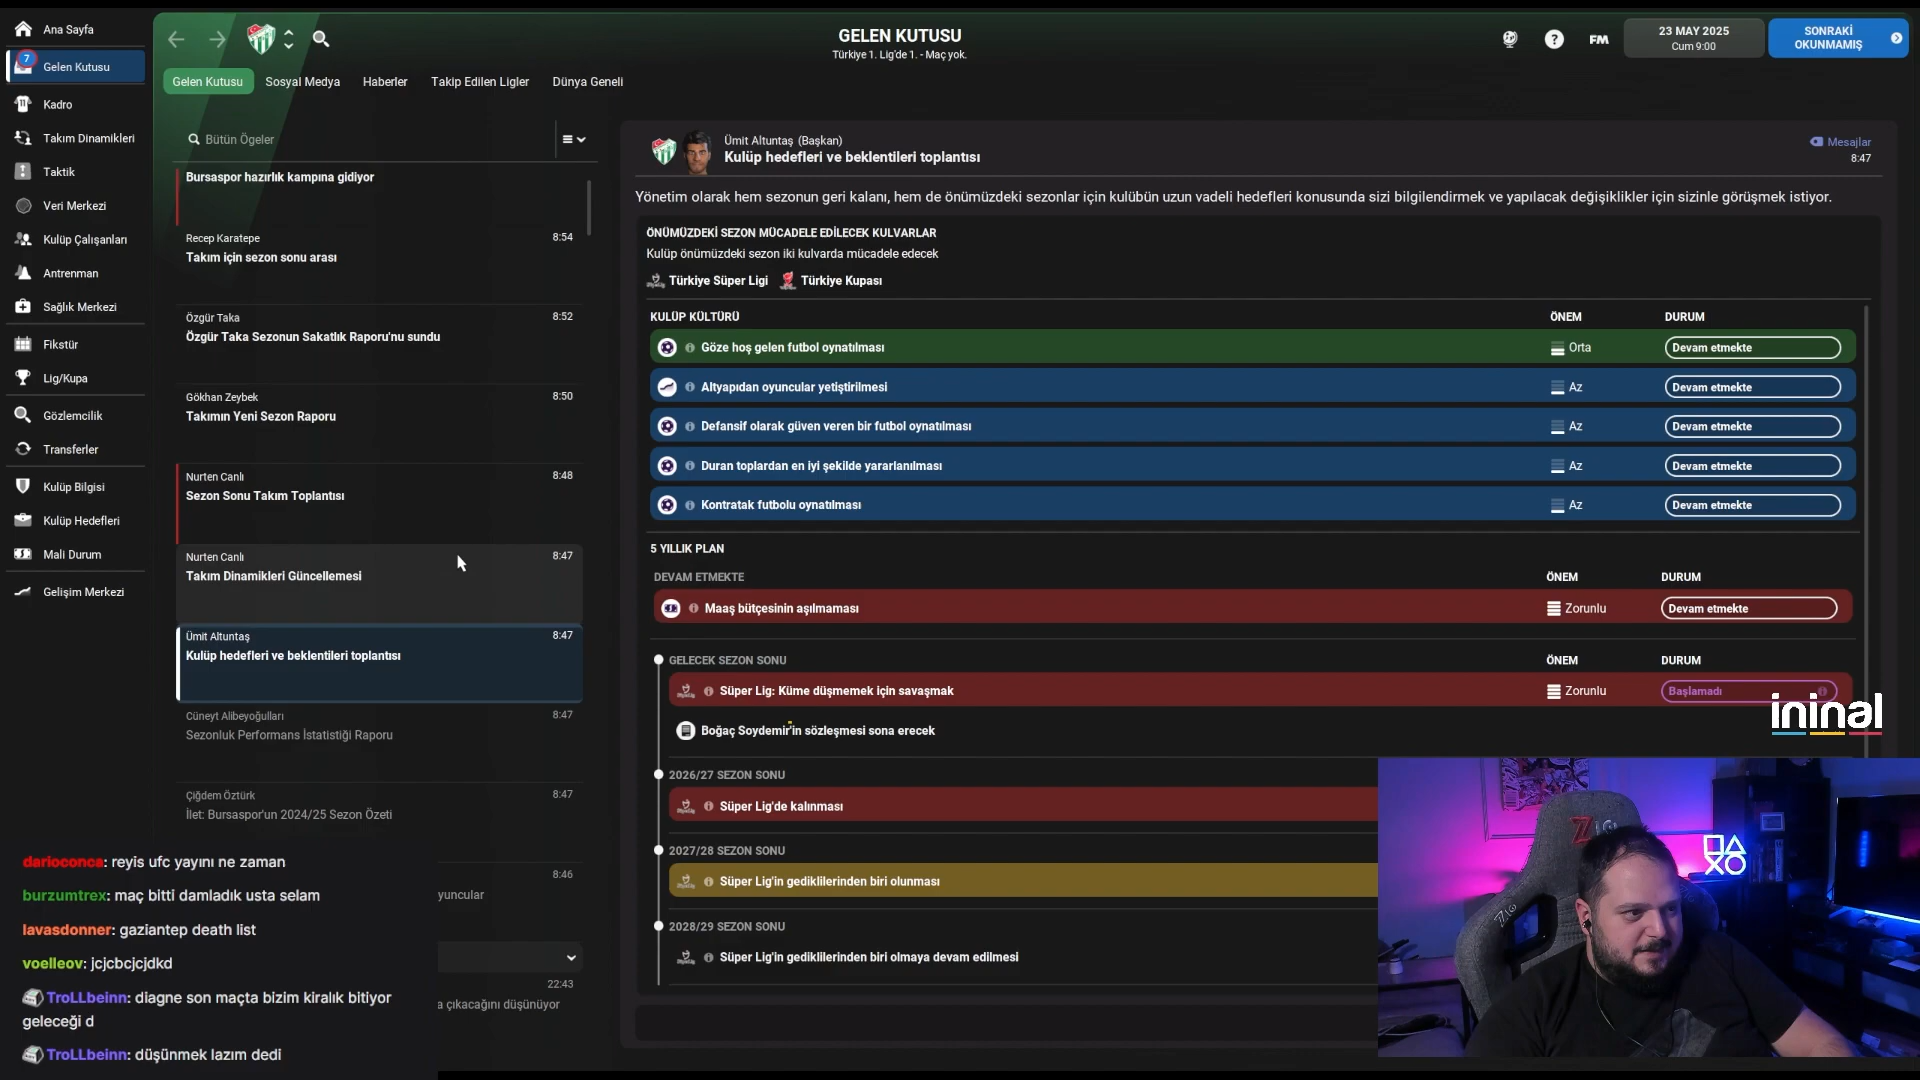 Ana Sayfa
7
Gelen Kutusu
Kadro
Takım Dinamikleri
Taktik
Veri Merkezi
Kulüp Çalışanları
Antrenman
Sağlık Merkezi
Fikstür
Lig/Kupa
Gözlemcilik
Transferler
Kulüp Bilgisi
Kulüp Hedefleri
Mali Durum
Gelişim Merkezi
GELEN KUTUSU
Türkiye 1. Lig'de 1. - Maç yok.
FM
23 MAY 2025
Cum 9:00
SONRAKİ
OKUNMAMIŞ
Gelen Kutusu
Sosyal Medya
Haberler
Takip Edilen Ligler
Dünya Geneli
Bütün Ögeler
Bursaspor hazırlık kampına gidiyor
Recep Karatepe 8:54
Takım için sezon sonu arası
Özgür Taka 8:52
Özgür Taka Sezonun Sakatlık Raporu'nu sundu
Gökhan Zeybek 8:50
Takımın Yeni Sezon Raporu
Nurten Canlı 8:48
Sezon Sonu Takım Toplantısı
Nurten Canlı 8:47
Takım Dinamikleri Güncellemesi
Ümit Altuntaş 8:47
Kulüp hedefleri ve beklentileri toplantısı
Cüneyt Alibeyoğulları 8:47
Sezonluk Performans İstatistiği Raporu
Çiğdem Öztürk 8:47
İlet: Bursaspor'un 2024/25 Sezon Özeti
8:46
yuncular
22:43
a çıkacağını düşünüyor
Ümit Altuntaş (Başkan)
Kulüp hedefleri ve beklentileri toplantısı
Mesajlar
8:47
Yönetim olarak hem sezonun geri kalanı, hem de önümüzdeki sezonlar için kulübün uzun vadeli hedefleri konusunda sizi bilgilendirmek ve yapılacak değişiklikler için sizinle görüşmek istiyor.
ÖNÜMÜZDEKİ SEZON MÜCADELE EDİLECEK KULVARLAR
Kulüp önümüzdeki sezon iki kulvarda mücadele edecek
Türkiye Süper Ligi Türkiye Kupası
KULÜP KÜLTÜRÜ ÖNEM DURUM
Göze hoş gelen futbol oynatılması Orta Devam etmekte
Altyapıdan oyuncular yetiştirilmesi Az Devam etmekte
Defansif olarak güven veren bir futbol oynatılması Az Devam etmekte
Duran toplardan en iyi şekilde yararlanılması Az Devam etmekte
Kontratak futbolu oynatılması Az Devam etmekte
5 YILLIK PLAN
DEVAM ETMEKTE ÖNEM DURUM
Maaş bütçesinin aşılmaması Zorunlu Devam etmekte
GELECEK SEZON SONU ÖNEM DURUM
Süper Lig: Küme düşmemek için savaşmak Zorunlu Başlamadı
Boğaç Soydemir'in sözleşmesi sona erecek
2026/27 SEZON SONU
Süper Lig'de kalınması
2027/28 SEZON SONU
Süper Lig'in gediklilerinden biri olunması
2028/29 SEZON SONU
Süper Lig'in gediklilerinden biri olmaya devam edilmesi
ininal
darioconca: reyis ufc yayını ne zaman
burzumtrex: maç bitti damladık usta selam
lavasdonner: gaziantep death list
voelleov: jcjcbcjcjdkd
TroLLbeinn: diagne son maçta bizim kiralık bitiyor
geleceği d
TroLLbeinn: düşünmek lazım dedi